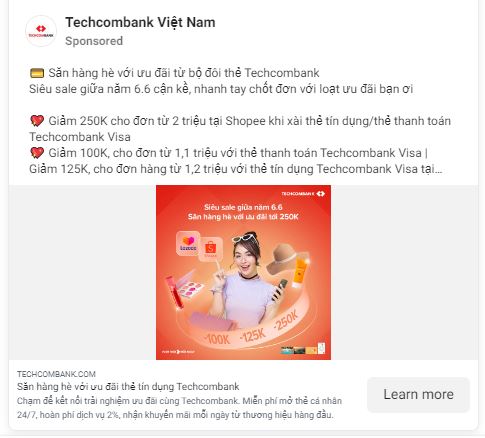 Techcombank Việt Nam
TECHCOMBANK
Sponsored
💳 Săn hàng hè với ưu đãi từ bộ đôi thẻ Techcombank
Siêu sale giữa năm 6.6 cận kề, nhanh tay chốt đơn với loạt ưu đãi bạn ơi
💖 Giảm 250K cho đơn từ 2 triệu tại Shopee khi xài thẻ tín dụng/thẻ thanh toán
Techcombank Visa
💖 Giảm 100K, cho đơn từ 1,1 triệu với thẻ thanh toán Techcombank Visa |
Giảm 125K, cho đơn hàng từ 1,2 triệu với thẻ tín dụng Techcombank Visa tại…
TECHCOMBANK
Siêu sale giữa năm 6.6
Săn hàng hè với ưu đãi tới 250K
Lazada
-100K
-125K
-250K
TECHCOMBANK.COM
Săn hàng hè với ưu đãi thẻ tín dụng Techcombank
Chạm để kết nối trải nghiệm ưu đãi cùng Techcombank. Miễn phí mở thẻ cá nhân
24/7, hoàn phí dịch vụ 2%, nhận khuyến mãi mỗi ngày từ thương hiệu hàng đầu.
Learn more